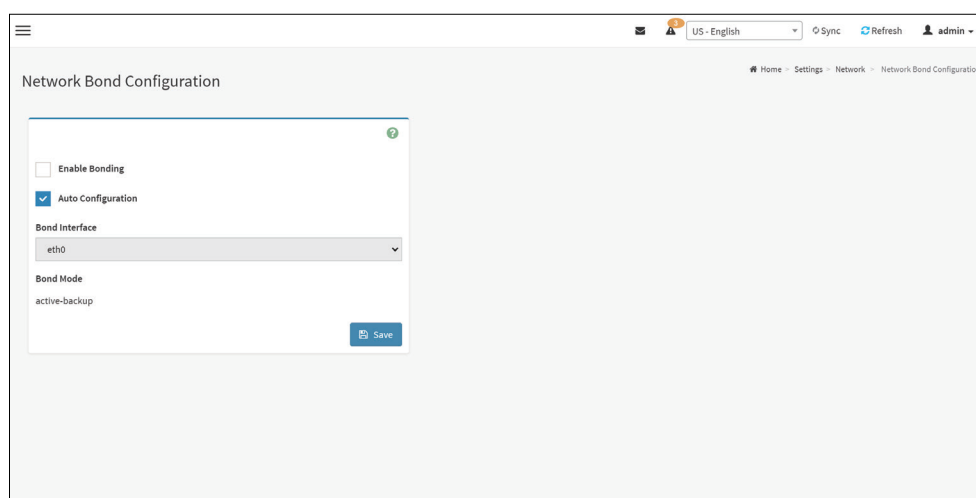 3
US - English
Sync
Refresh
admin
Home > Settings > Network > Network Bond Configuratio
Network Bond Configuration
?
Enable Bonding
Auto Configuration
Bond Interface
eth0
Bond Mode
active-backup
Save